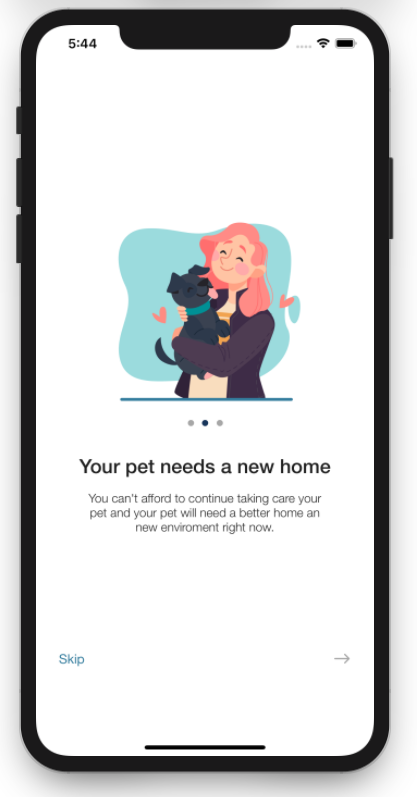 5:44
Your pet needs a new home
You can't afford to continue taking care your
pet and your pet will need a better home an
new enviroment right now.
Skip